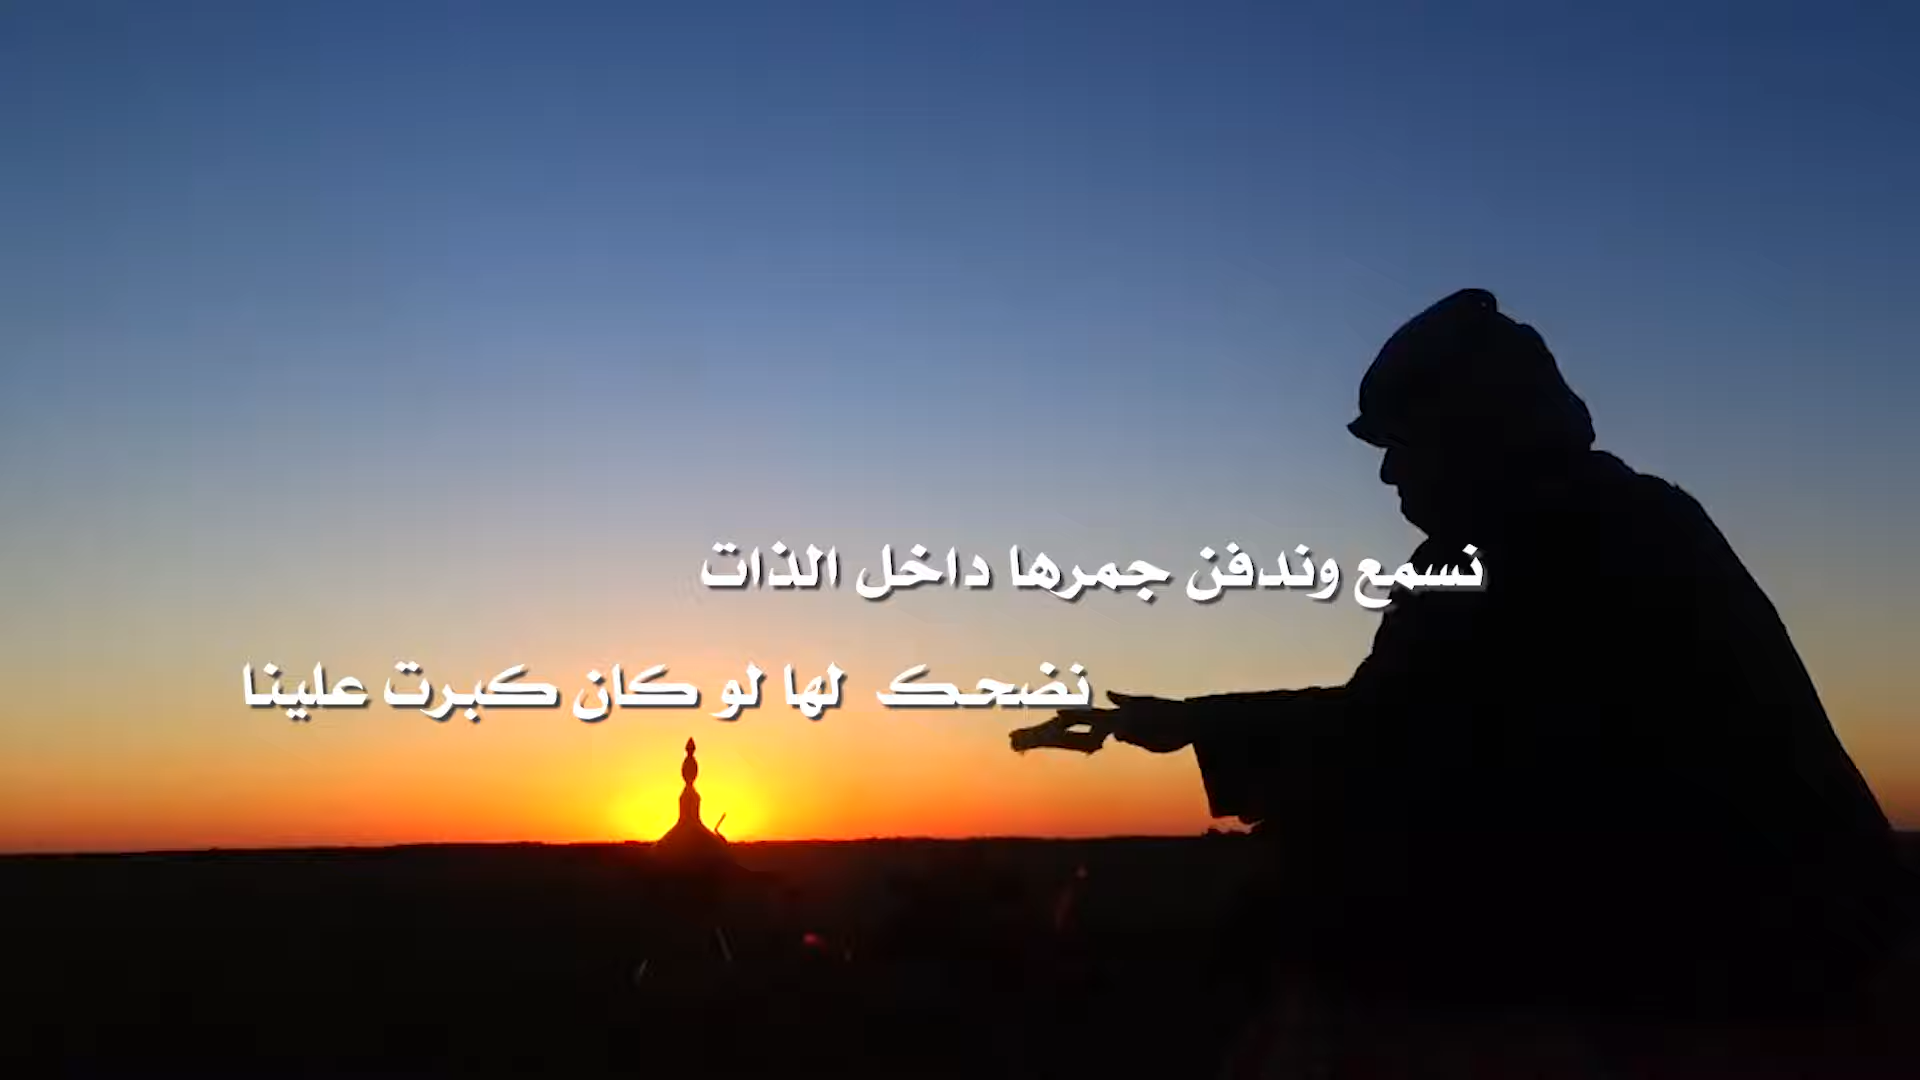 نسمع وندفن جمرها داخل الذات
نضحك لها لو كان كبرت علينا